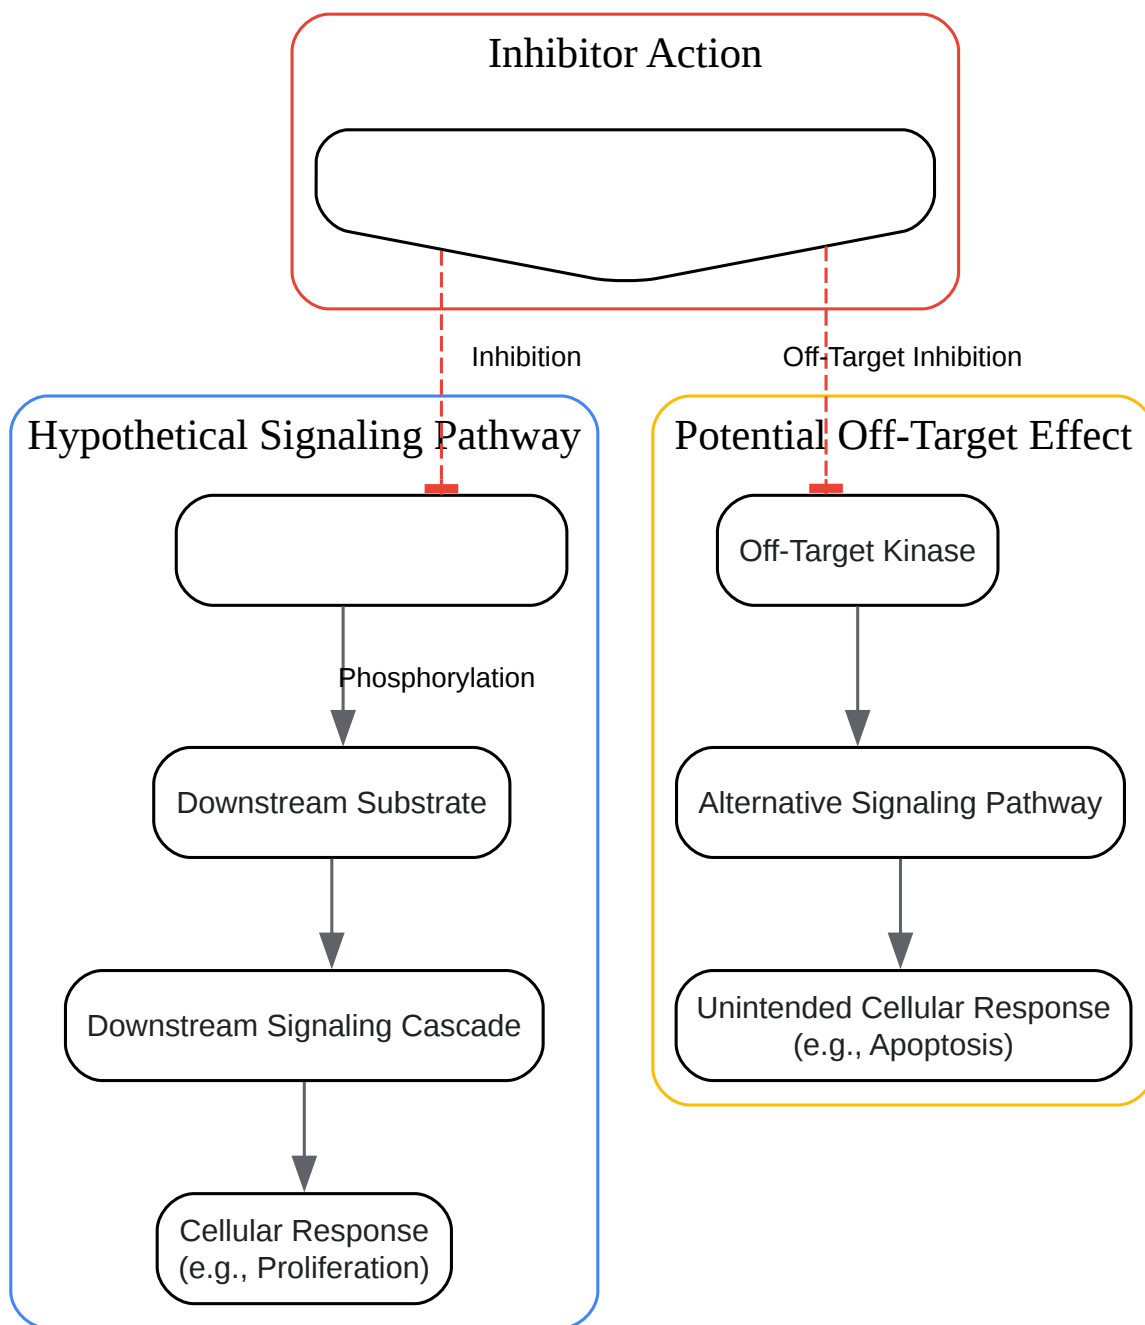 Inhibitor Action
Inhibition
Off-Target Inhibition
Hypothetical Signaling Pathway
Phosphorylation
Downstream Substrate
Downstream Signaling Cascade
Cellular Response
(e.g., Proliferation)
Potential Off-Target Effect
Off-Target Kinase
Alternative Signaling Pathway
Unintended Cellular Response
(e.g., Apoptosis)